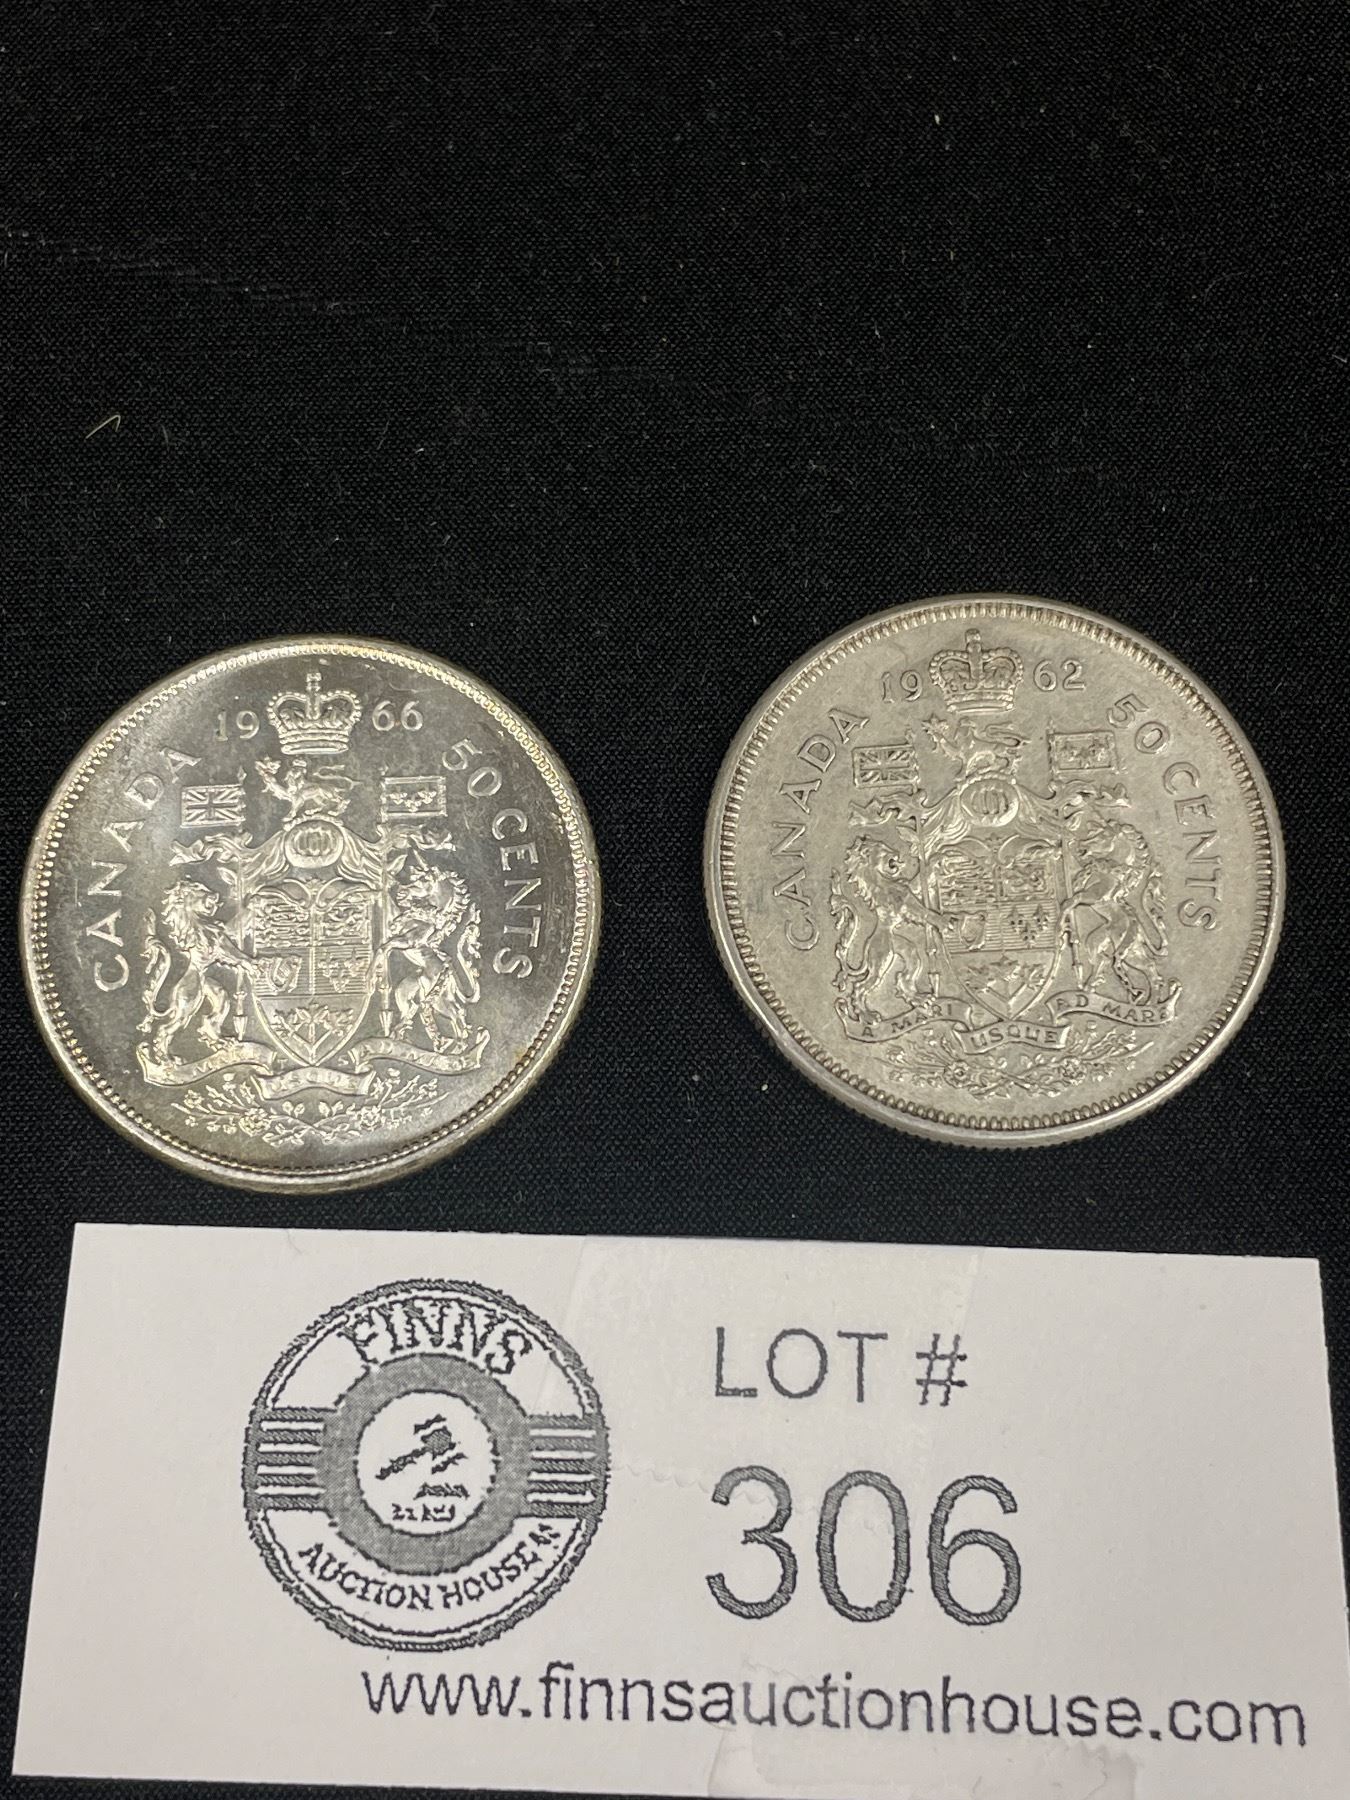 1966
CANADA
50 CENTS
USQUE
1962
CANADA
50 CENTS
A MARI USQUE AD MARE
FINNS
AUCTION HOUSE
LOT #
306
www.finnsauctionhouse.com